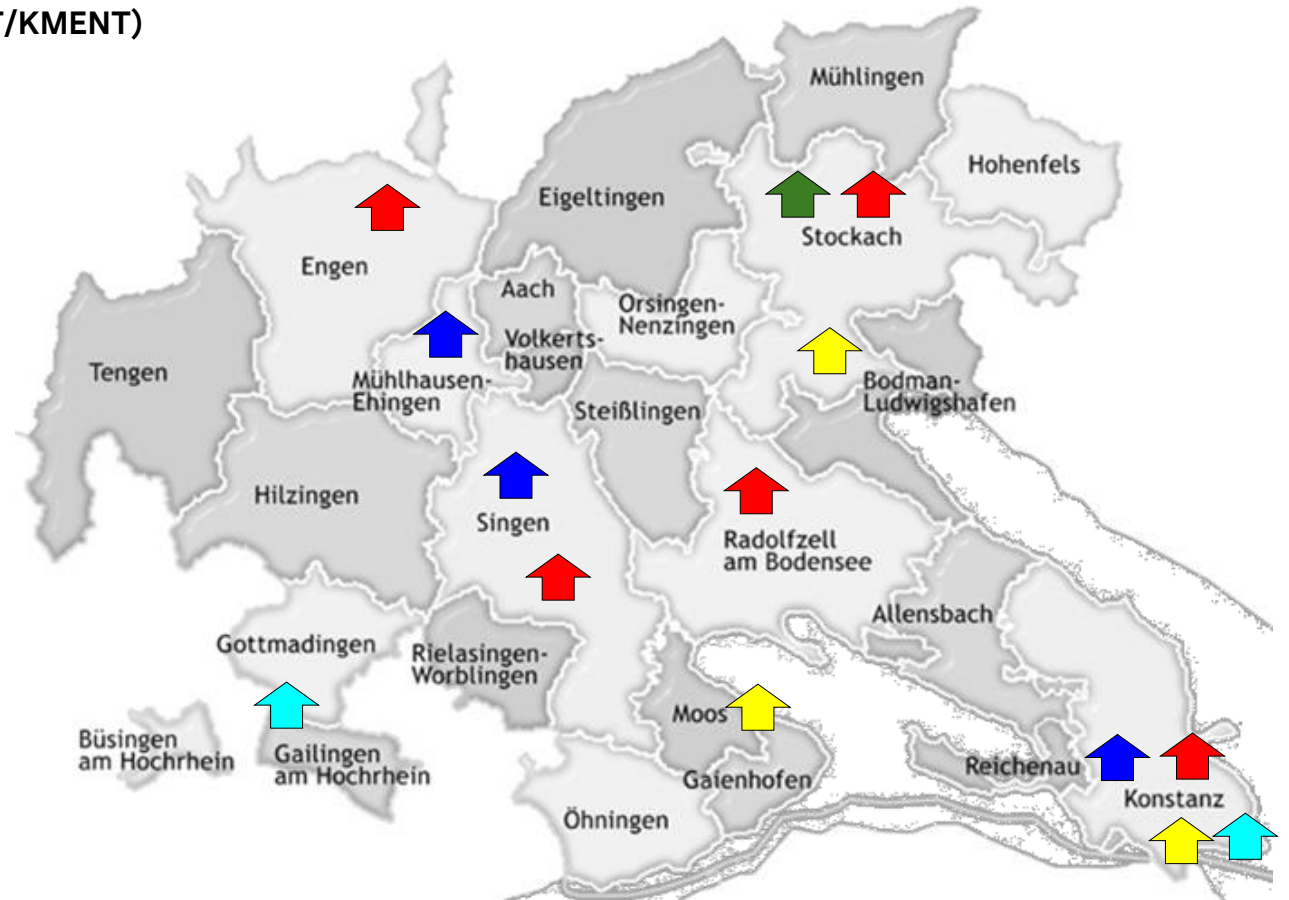 T/KMENT)
Mühlingen
Hohenfels
Eigeltingen
Stockach
Engen
Aach
Orsingen-
Nenzingen
Volkerts-
hausen
Tengen
Mühlhausen-
Ehingen
Bodman-
Ludwigshafen
Steißlingen
Hilzingen
Singen
Radolfzell
am Bodensee
Allensbach
Gottmadingen
Rielasingen-
Worblingen
Moos
Büsingen
am Hochrhein
Gailingen
am Hochrhein
Gaienhofen
Reichenau
Konstanz
Öhningen